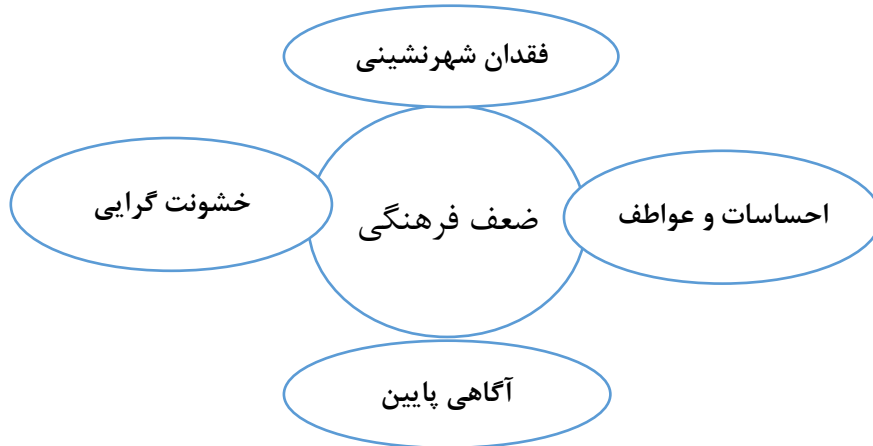 فقدان شهرنشینی
خشونت گرایی
ضعف فرهنگی
احساسات و عواطف
آگاهی پایین